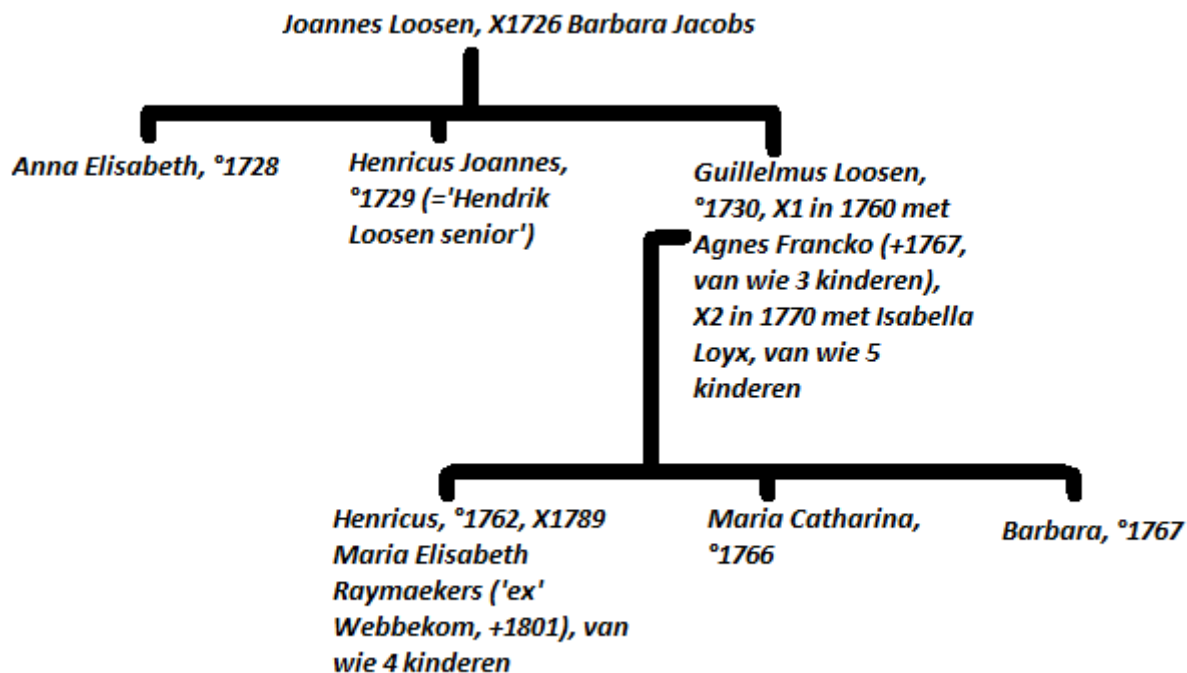 Joannes Loosen, X1726 Barbara Jacobs
Anna Elisabeth, °1728
Henricus Joannes,
°1729 (='Hendrik
Loosen senior')
Guillelmus Loosen,
°1730, X1 in 1760 met
Agnes Francko (+1767,
van wie 3 kinderen),
X2 in 1770 met Isabella
Loyx, van wie 5
kinderen
Henricus, °1762, X1789
Maria Elisabeth
Raymaekers ('ex'
Webbekom, +1801), van
wie 4 kinderen
Maria Catharina,
°1766
Barbara, °1767